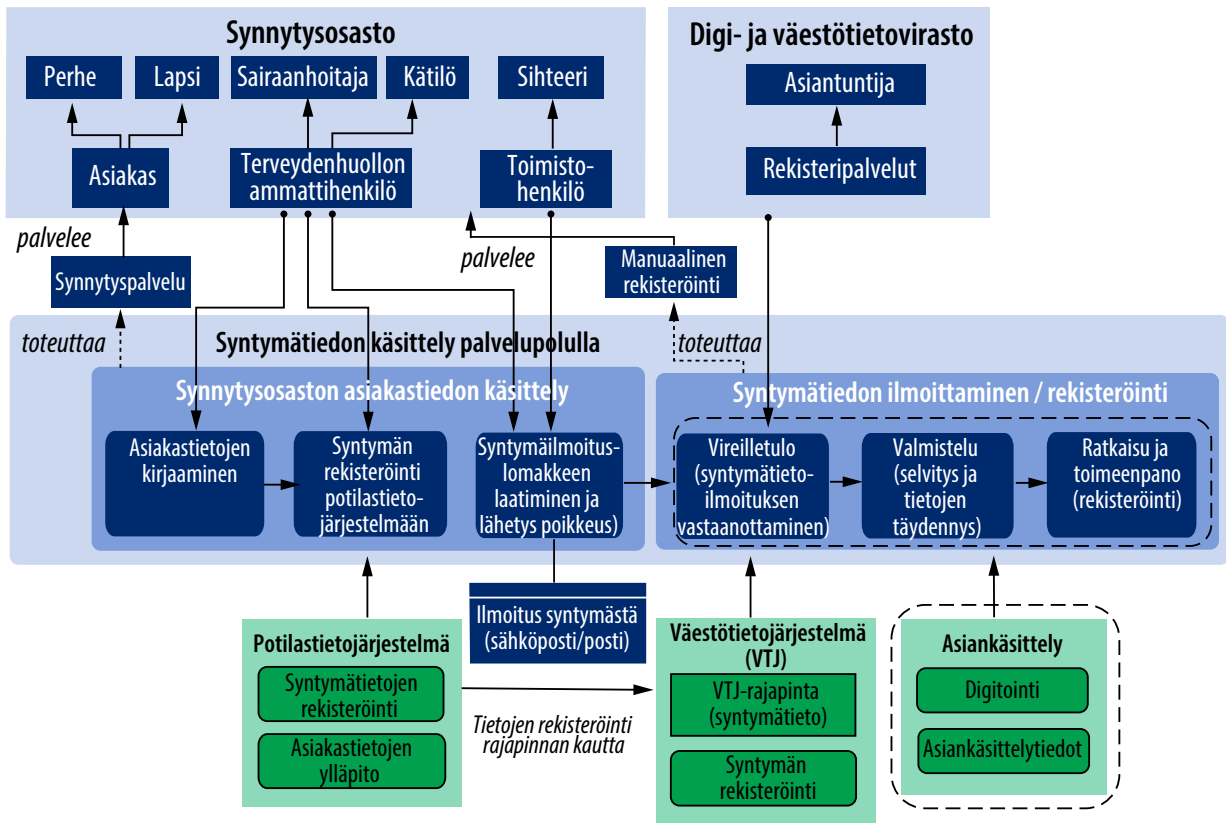 Synnytysosasto
Perhe
Lapsi
Sairaanhoitaja
Kätilö
Sihteeri
Asiakas
Terveydenhuollon
ammattihenkilö
Toimisto-
henkilö
Digi- ja väestötietovirasto
Asiantuntija
Rekisteripalvelut
palvelee
Synnytyspalvelu
palvelee
Manuaalinen
rekisteröinti
toteuttaa
Syntymätiedon käsittely palvelupolulla
toteuttaa
Synnytysosaston asiakastiedon käsittely
Asiakastietojen
kirjaaminen
Syntymän
rekisteröinti
potilastieto-
järjestelmään
Syntymäilmoitus-
lomakkeen
laatiminen ja
lähetys poikkeus)
Syntymätiedon ilmoittaminen / rekisteröinti
Vireilletulo
(syntymätieto-
ilmoituksen
vastaanottaminen)
Valmistelu
(selvitys ja
tietojen
täydennys)
Ratkaisu ja
toimeenpano
(rekisteröinti)
Ilmoitus syntymästä
(sähköposti/posti)
Potilastietojärjestelmä
Syntymätietojen
rekisteröinti
Asiakastietojen
ylläpito
Tietojen rekisteröinti
rajapinnan kautta
Väestötietojärjestelmä
(VTJ)
VTJ-rajapinta
(syntymätieto)
Syntymän
rekisteröinti
Asiankäsittely
Digitointi
Asiankäsittelytiedot